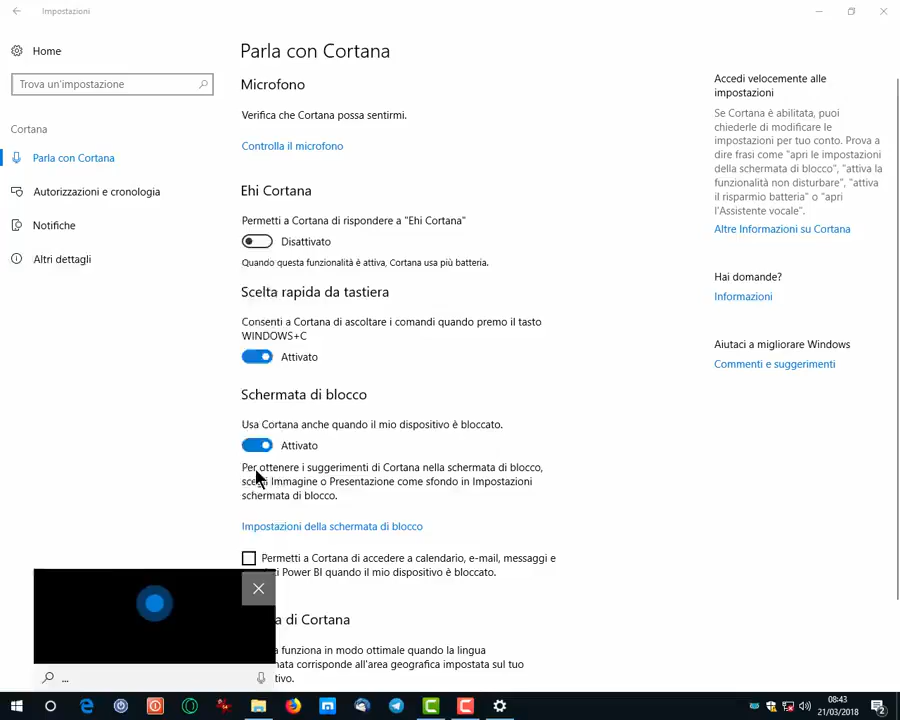 Impostazioni
Home
Trova un'impostazione
Cortana
Parla con Cortana
Autorizzazioni e cronologia
Notifiche
Altri dettagli
Parla con Cortana
Microfono
Verifica che Cortana possa sentirmi.
Controlla il microfono
Ehi Cortana
Permetti a Cortana di rispondere a "Ehi Cortana"
Disattivato
Quando questa funzionalità è attiva, Cortana usa più batteria.
Scelta rapida da tastiera
Consenti a Cortana di ascoltare i comandi quando premo il tasto
WINDOWS+C
Attivato
Schermata di blocco
Usa Cortana anche quando il mio dispositivo è bloccato.
Attivato
Per ottenere i suggerimenti di Cortana nella schermata di blocco,
scegli Immagine o Presentazione come sfondo in Impostazioni
schermata di blocco.
Impostazioni della schermata di blocco
Permetti a Cortana di accedere a calendario, e-mail, messaggi e
Power BI quando il mio dispositivo è bloccato.
di Cortana
funziona in modo ottimale quando la lingua
corrisponde all'area geografica impostata sul tuo
...
Accedi velocemente alle
impostazioni
Se Cortana è abilitata, puoi
chiederle di modificare le
impostazioni per tuo conto. Prova a
dire frasi come "apri le impostazioni
della schermata di blocco", "attiva la
funzionalità non disturbare", "attiva
il risparmio batteria" o "apri
l'Assistente vocale".
Altre Informazioni su Cortana
Hai domande?
Informazioni
Aiutaci a migliorare Windows
Commenti e suggerimenti
08:43
21/03/2018
2